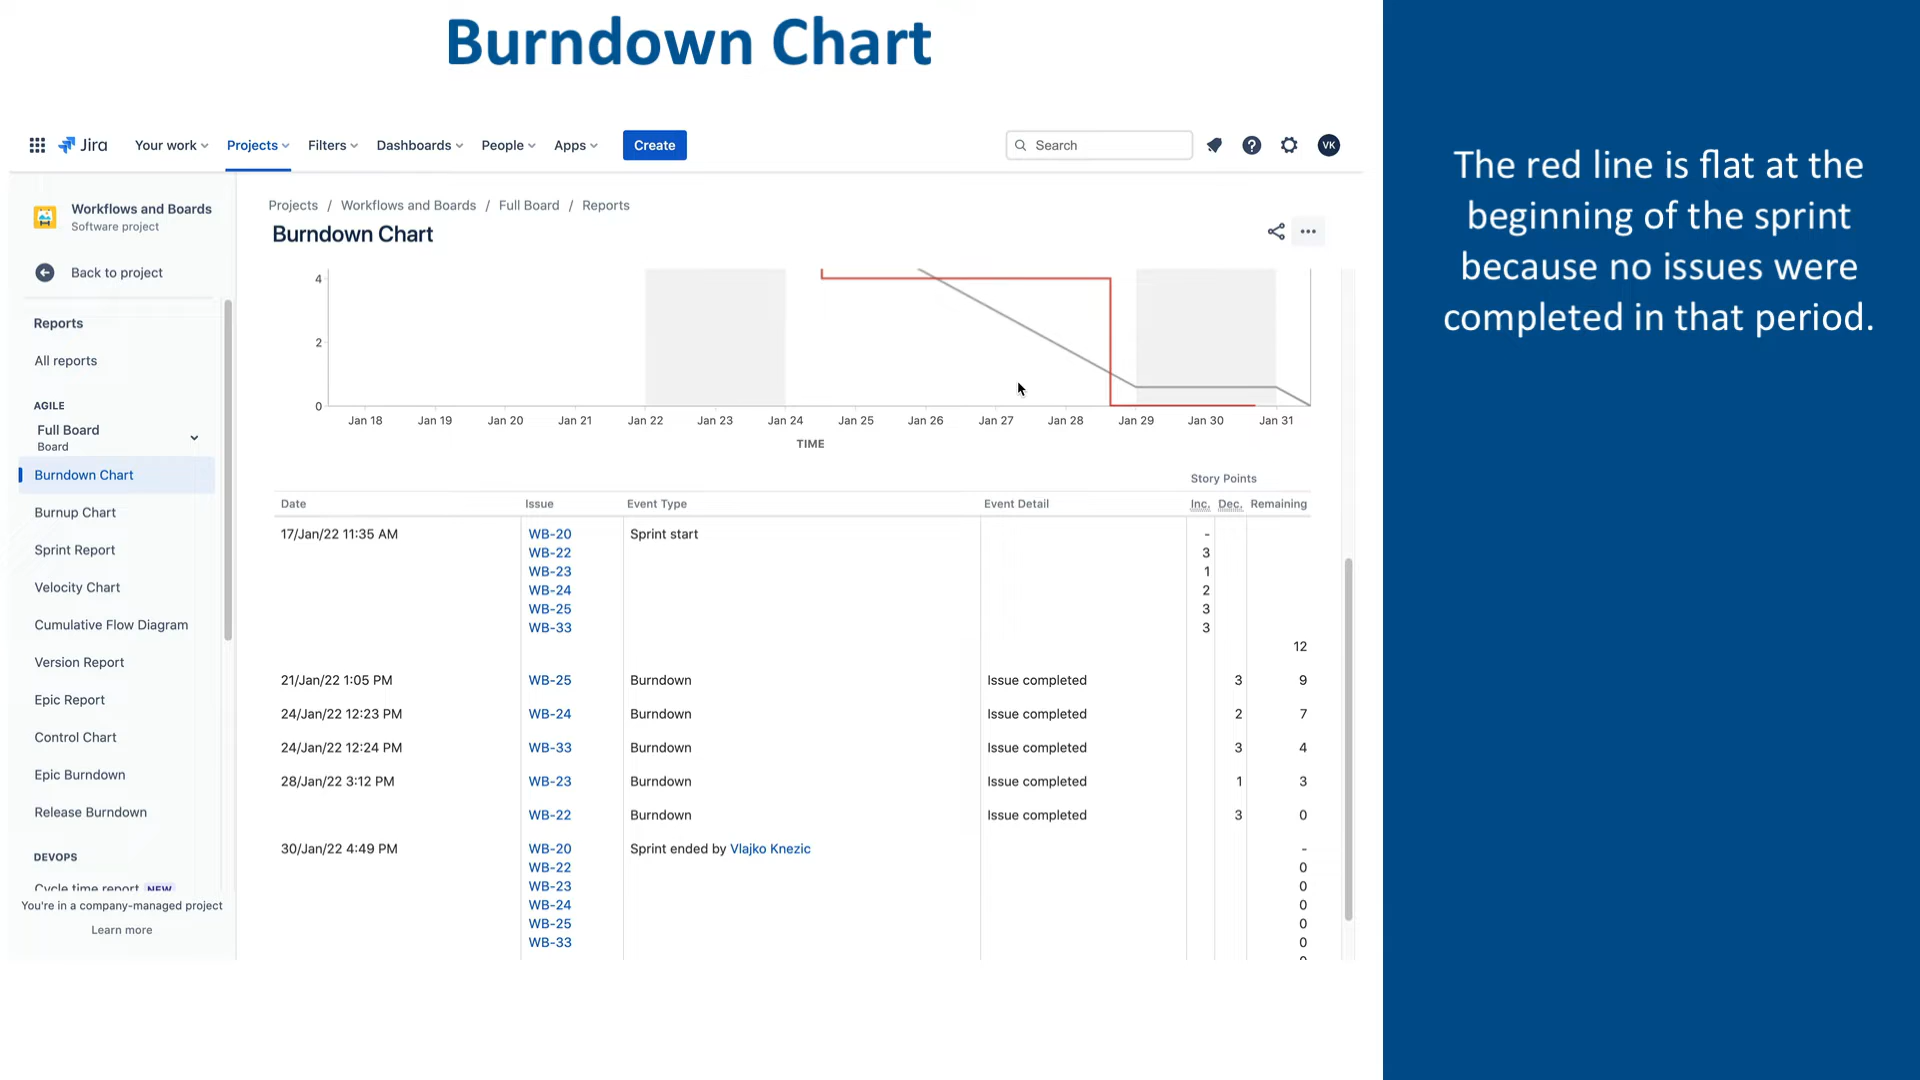 Burndown Chart
The red line is flat at the
beginning of the sprint
because no issues were
completed in that period.
Jira Your work Projects Filters Dashboards People Apps Create Search VK
Workflows and Boards
Software project
Back to project
Reports
All reports
AGILE
Full Board
Board
Burndown Chart
Burnup Chart
Sprint Report
Velocity Chart
Cumulative Flow Diagram
Version Report
Epic Report
Control Chart
Epic Burndown
Release Burndown
DEVOPS
Cycle time report NEW
You're in a company-managed project
Learn more
Projects / Workflows and Boards / Full Board / Reports
Burndown Chart
4
2
0
Jan 18 Jan 19 Jan 20 Jan 21 Jan 22 Jan 23 Jan 24 Jan 25 Jan 26 Jan 27 Jan 28 Jan 29 Jan 30 Jan 31
TIME
Story Points
Date Issue Event Type Event Detail Inc. Dec. Remaining
17/Jan/22 11:35 AM WB-20 Sprint start -
WB-22 3
WB-23 1
WB-24 2
WB-25 3
WB-33 3
12
21/Jan/22 1:05 PM WB-25 Burndown Issue completed 3 9
24/Jan/22 12:23 PM WB-24 Burndown Issue completed 2 7
24/Jan/22 12:24 PM WB-33 Burndown Issue completed 3 4
28/Jan/22 3:12 PM WB-23 Burndown Issue completed 1 3
WB-22 Burndown Issue completed 3 0
30/Jan/22 4:49 PM WB-20 Sprint ended by Vlajko Knezic -
WB-22 0
WB-23 0
WB-24 0
WB-25 0
WB-33 0